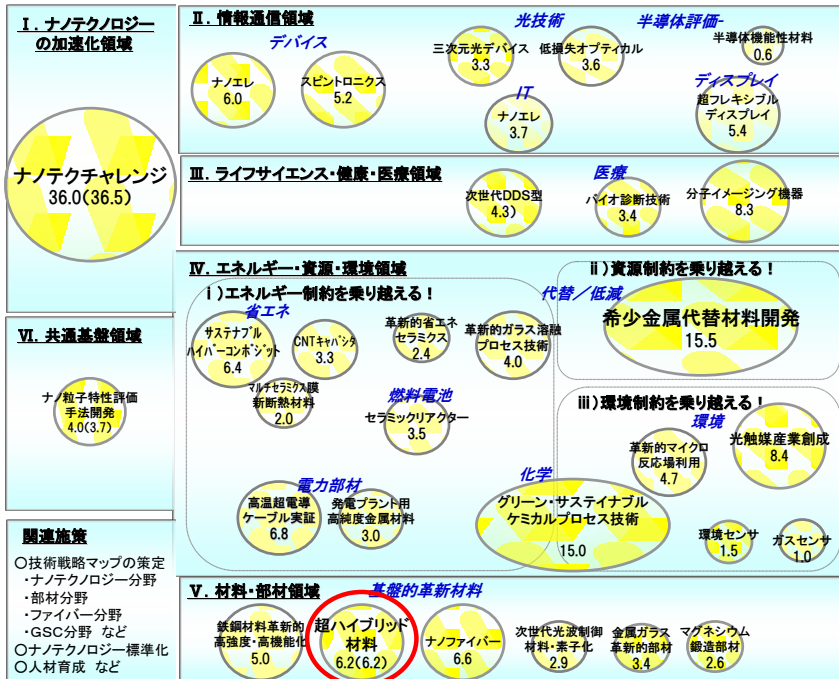 Ⅰ．ナノテクノロジー
の加速化領域
ナノテクチャレンジ
36.0(36.5)
Ⅱ．情報通信領域
デバイス
光技術
半導体評価-
ナノエレ
6.0
スピントロニクス
5.2
三次元光デバイス
3.3
低損失オプティカル
3.6
半導体機能性材料
0.6
IT
ナノエレ
3.7
ディスプレイ
超フレキシブル
ディスプレイ
5.4
Ⅲ．ライフサイエンス・健康・医療領域
医療
次世代DDS型
4.3）
バイオ診断技術
3.4
分子イメージング機器
8.3
Ⅳ．エネルギー・資源・環境領域
ⅰ）エネルギー制約を乗り越える！
省エネ
サステナブル
ハイパーコンポジット
6.4
CNTキャパシタ
3.3
革新的省エネ
セラミクス
2.4
革新的ガラス溶融
プロセス技術
4.0
マルチセラミクス膜
新断熱材料
2.0
燃料電池
セラミックリアクター
3.5
電力部材
高温超電導
ケーブル実証
6.8
発電プラント用
高純度金属材料
3.0
代替／低減
ⅱ）資源制約を乗り越える！
希少金属代替材料開発
15.5
ⅲ）環境制約を乗り越える！
環境
革新的マイクロ
反応場利用
4.7
光触媒産業創成
8.4
化学
グリーン・サステイナブル
ケミカルプロセス技術
15.0
環境センサ
1.5
ガスセンサ
1.0
Ⅵ．共通基盤領域
ナノ粒子特性評価
手法開発
4.0(3.7)
関連施策
○技術戦略マップの策定
・ナノテクノロジー分野
・部材分野
・ファイバー分野
・GSC分野 など
○ナノテクノロジー標準化
○人材育成 など
Ⅴ．材料・部材領域
基盤的革新材料
鉄鋼材料革新的
高強度・高機能化
5.0
超ハイブリッド
材料
6.2(6.2)
ナノファイバー
6.6
次世代光波制御
材料・素子化
2.9
金属ガラス
革新的部材
3.4
マグネシウム
鍛造部材
2.6